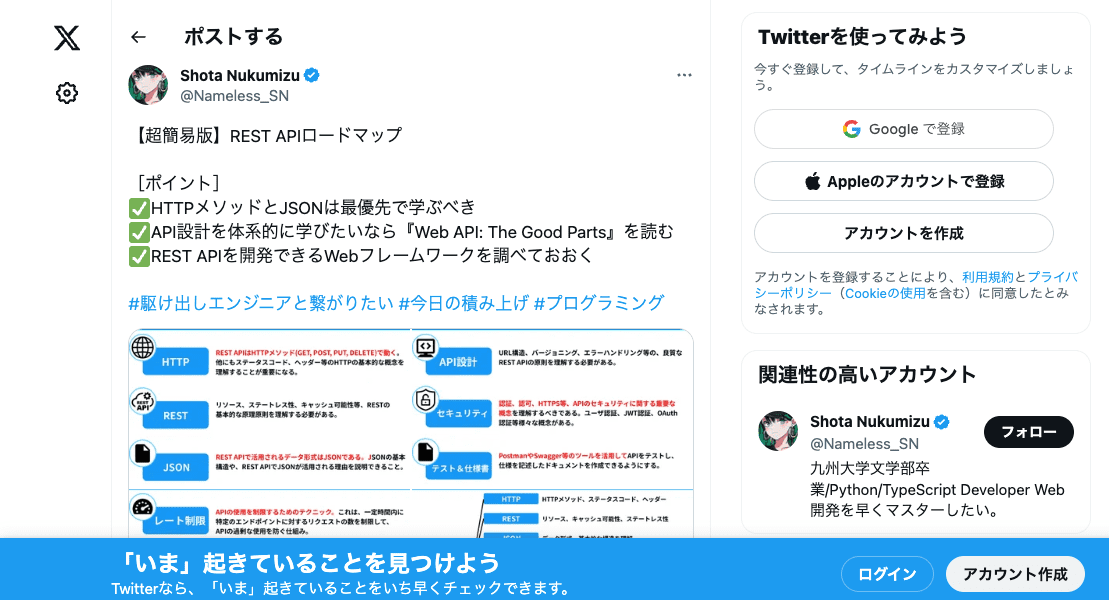 ポストする
Shota Nukumizu
@Nameless_SN
【超簡易版】REST APIロードマップ
［ポイント］
✅HTTPメソッドとJSONは最優先で学ぶべき
✅API設計を体系的に学びたいなら『Web API: The Good Parts』を読む
✅REST APIを開発できるWebフレームワークを調べておおく
#駆け出しエンジニアと繋がりたい #今日の積み上げ #プログラミング
HTTP
REST APIはHTTPメソッド(GET, POST, PUT, DELETE)で動く。
他にもステータスコード、ヘッダー等のHTTPの基本的な概念を
理解することが重要になる。
API設計
URL構造、バージョニング、エラーハンドリング等の、良質な
REST APIの原則を理解する必要がある。
REST API
REST
リソース、ステートレス性、キャッシュ可能性等、RESTの
基本的な原理原則を理解する必要がある。
セキュリティ
認証、認可、HTTPS等、APIのセキュリティに関する重要な
概念を理解するべきである。ユーザ認証、JWT認証、OAuth
認証等様々な概念がある。
JSON
REST APIで活用されるデータ形式はJSONである。JSONの基本
構造や、REST APIでJSONが活用される理由を説明できること。
テスト＆仕様書
PostmanやSwagger等のツールを活用してAPIをテストし、
仕様を記述したドキュメントを作成できるようにする。
レート制限
APIの使用を制限するためのテクニック。これは、一定時間内に
特定のエンドポイントに対するリクエストの数を制限して、
APIの過剰な使用を防ぐ仕組み。
HTTP
HTTPメソッド、ステータスコード、ヘッダー
REST
リソース、キャッシュ可能性、ステートレス性
Twitterを使ってみよう
今すぐ登録して、タイムラインをカスタマイズしましょ
う。
Google で登録
Appleのアカウントで登録
アカウントを作成
アカウントを登録することにより、利用規約とプライバ
シーポリシー（Cookieの使用を含む）に同意したとみ
なされます。
関連性の高いアカウント
Shota Nukumizu
@Nameless_SN
フォロー
九州大学文学部卒
業/Python/TypeScript Developer Web
開発を早くマスターしたい。
「いま」起きていることを見つけよう
Twitterなら、「いま」起きていることをいち早くチェックできます。
ログイン
アカウント作成